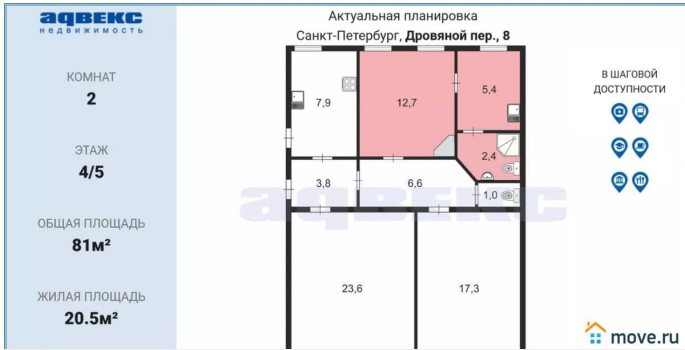 адвекс
недвижимость
КОМНАТ
2
ЭТАЖ
4/5
ОБЩАЯ ПЛОЩАДЬ
81м²
ЖИЛАЯ ПЛОЩАДЬ
20.5м²
Актуальная планировка
Санкт-Петербург, Дровяной пер., 8
7,9
12,7
5,4
2,4
3,8
6,6
1,0
адвекс
23,6
17,3
В ШАГОВОЙ
ДОСТУПНОСТИ
move.ru